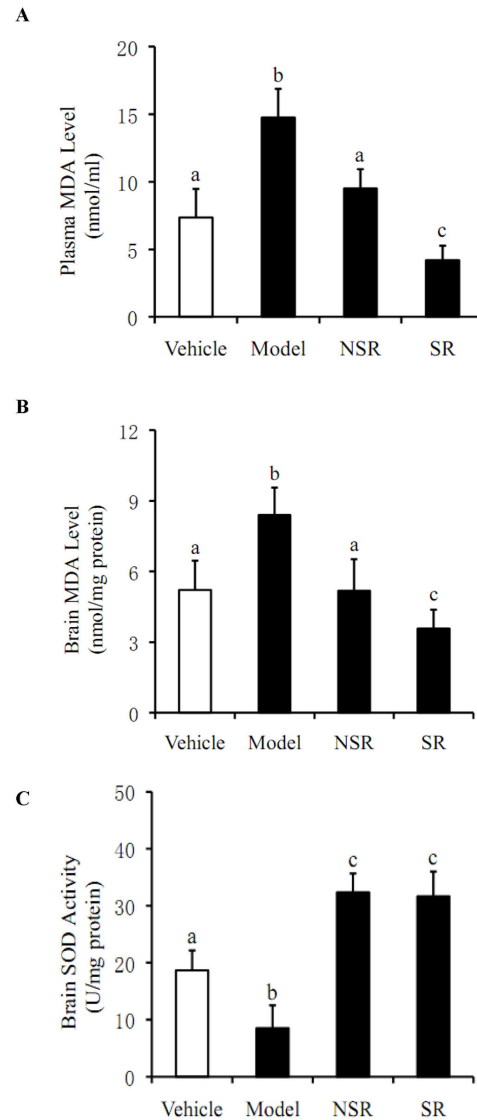 A
Plasma MDA Level
(nmol/ml)
20
15
10
5
0
a
b
a
c
Vehicle Model NSR SR
B
Brain MDA Level
(nmol/mg protein)
12
9
6
3
0
a
b
a
c
Vehicle Model NSR SR
C
Brain SOD Activity
(U/mg protein)
50
40
30
20
10
0
a
b
c
c
Vehicle Model NSR SR